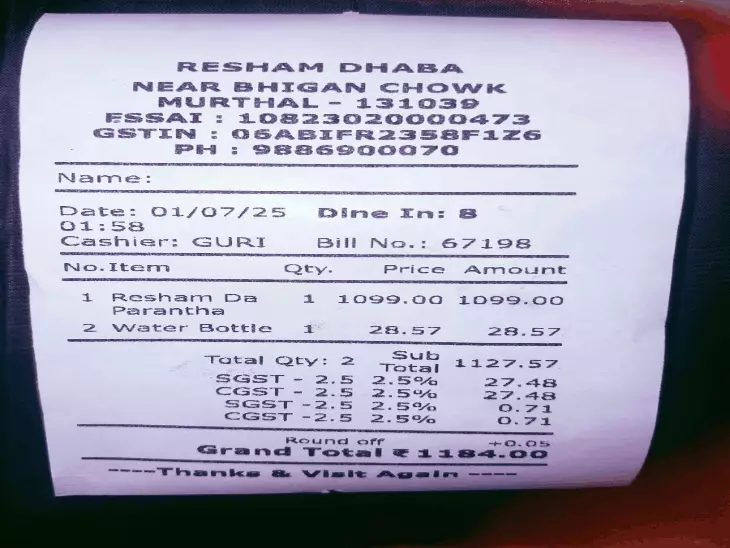 RESHAM DHABA
NEAR BHIGAN CHOWK
MURTHAL - 131039
FSSAI : 10823020000473
GSTIN : 06ABIFR2358F1Z6
PH : 9886900070
Name:
Date: 01/07/25 Dine In: 8
01:58
Cashier: GURI Bill No.: 67198
No. Item Qty. Price Amount
1 Resham Da 1 1099.00 1099.00
Parantha
2 Water Bottle 1 28.57 28.57
Total Qty: 2 Sub Total 1127.57
SGST - 2.5 2.5% 27.48
CGST - 2.5 2.5% 27.48
SGST -2.5 2.5% 0.71
CGST -2.5 2.5% 0.71
Round off +0.05
Grand Total ₹1184.00
----Thanks & Visit Again ----